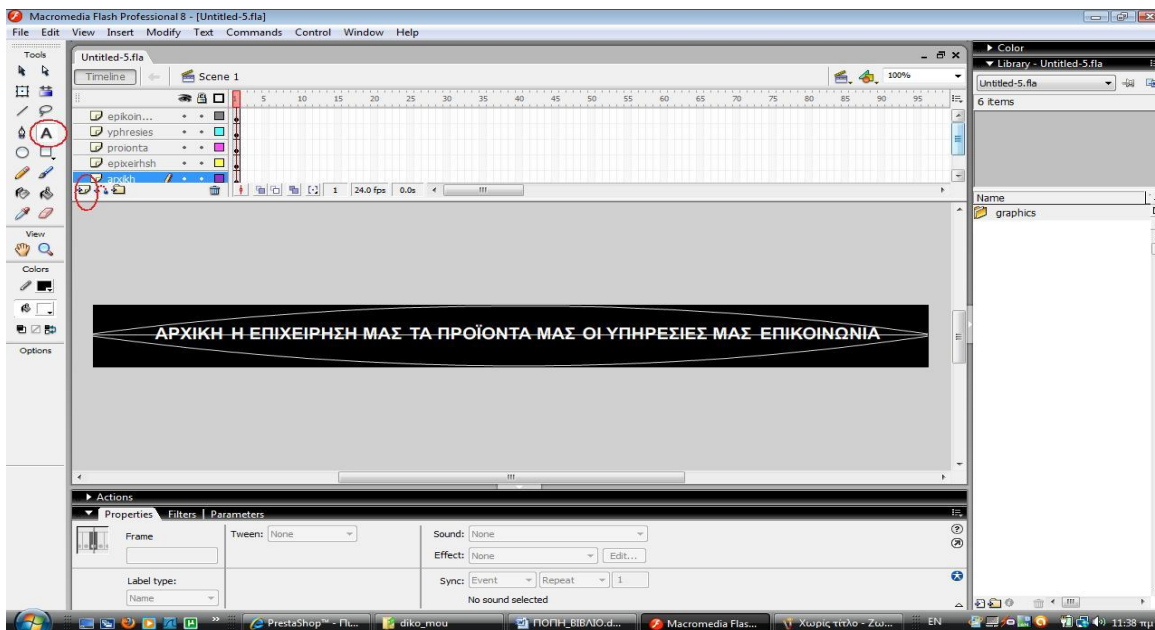 Macromedia Flash Professional 8 - [Untitled-5.fla]
File Edit View Insert Modify Text Commands Control Window Help
Tools
View
Colors
Options
Untitled-5.fla
Timeline Scene 1 100%
1 5 10 15 20 25 30 35 40 45 50 55 60 65 70 75 80 85 90 95
epikoin...
yphresies
proionta
epixeirhsh
arxikh
1 24.0 fps 0.0s
ΑΡΧΙΚΗ Η ΕΠΙΧΕΙΡΗΣΗ ΜΑΣ ΤΑ ΠΡΟΪΟΝΤΑ ΜΑΣ ΟΙ ΥΠΗΡΕΣΙΕΣ ΜΑΣ ΕΠΙΚΟΙΝΩΝΙΑ
Actions
Properties Filters Parameters
Frame Tween: None Sound: None
Effect: None Edit...
Label type: Sync: Event Repeat 1
Name No sound selected
Color
Library - Untitled-5.fla
Untitled-5.fla
6 items
Name
graphics
PrestaShop™ - Πι... diko_mou ΠΟΠΗ_ΒΙΒΛΙΟ.d... Macromedia Flas... Χωρίς τίτλο - Ζω... EN 11:38 πμ